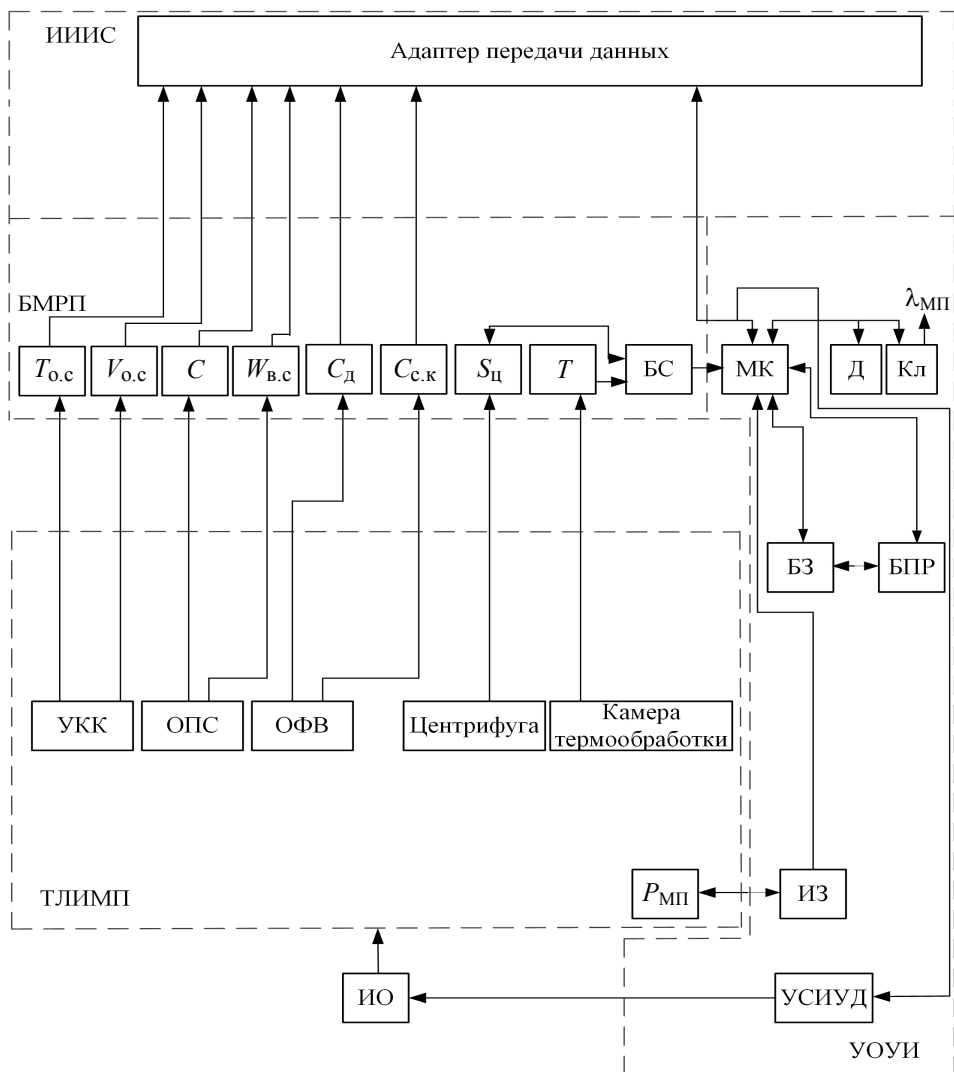 ИИИС
Адаптер передачи данных
БМРП
λМП
Tо.с
Vо.с
C
Wв.с
Cд
Cс.к
Sц
T
БС
МК
Д
Кл
БЗ
БПР
УКК
ОПС
ОФВ
Центрифуга
Камера
термообработки
ТЛИМП
PМП
ИЗ
ИО
УСИУД
УОУИ